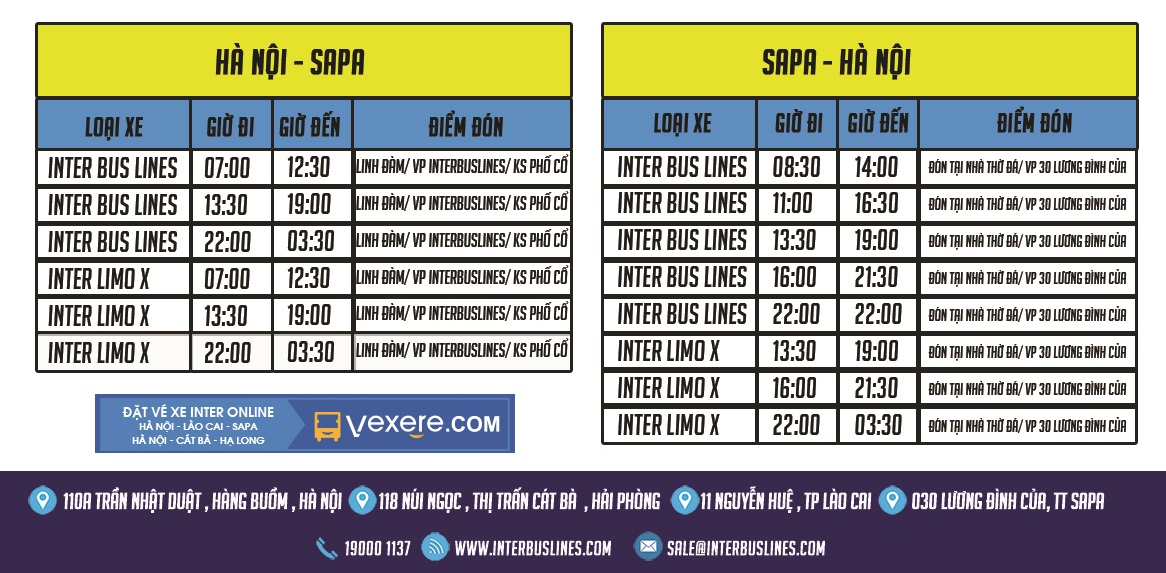 HÀ NỘI - SAPA
LOẠI XE GIỜ ĐI GIỜ ĐẾN ĐIỂM ĐÓN
INTER BUS LINES 07:00 12:30 LINH ĐÀM/ VP INTERBUSLINES/ KS PHỐ CỔ
INTER BUS LINES 13:30 19:00 LINH ĐÀM/ VP INTERBUSLINES/ KS PHỐ CỔ
INTER BUS LINES 22:00 03:30 LINH ĐÀM/ VP INTERBUSLINES/ KS PHỐ CỔ
INTER LIMO X 07:00 12:30 LINH ĐÀM/ VP INTERBUSLINES/ KS PHỐ CỔ
INTER LIMO X 13:30 19:00 LINH ĐÀM/ VP INTERBUSLINES/ KS PHỐ CỔ
INTER LIMO X 22:00 03:30 LINH ĐÀM/ VP INTERBUSLINES/ KS PHỐ CỔ
ĐẶT VÉ XE INTER ONLINE
HÀ NỘI - LÀO CAI - SAPA
HÀ NỘI - CÁT BÀ - HẠ LONG
Vexere.COM
SAPA - HÀ NỘI
LOẠI XE GIỜ ĐI GIỜ ĐẾN ĐIỂM ĐÓN
INTER BUS LINES 08:30 14:00 ĐÓN TẠI NHÀ THỜ ĐÁ/ VP 30 LƯƠNG ĐÌNH CỦA
INTER BUS LINES 11:00 16:30 ĐÓN TẠI NHÀ THỜ ĐÁ/ VP 30 LƯƠNG ĐÌNH CỦA
INTER BUS LINES 13:30 19:00 ĐÓN TẠI NHÀ THỜ ĐÁ/ VP 30 LƯƠNG ĐÌNH CỦA
INTER BUS LINES 16:00 21:30 ĐÓN TẠI NHÀ THỜ ĐÁ/ VP 30 LƯƠNG ĐÌNH CỦA
INTER BUS LINES 22:00 22:00 ĐÓN TẠI NHÀ THỜ ĐÁ/ VP 30 LƯƠNG ĐÌNH CỦA
INTER LIMO X 13:30 19:00 ĐÓN TẠI NHÀ THỜ ĐÁ/ VP 30 LƯƠNG ĐÌNH CỦA
INTER LIMO X 16:00 21:30 ĐÓN TẠI NHÀ THỜ ĐÁ/ VP 30 LƯƠNG ĐÌNH CỦA
INTER LIMO X 22:00 03:30 ĐÓN TẠI NHÀ THỜ ĐÁ/ VP 30 LƯƠNG ĐÌNH CỦA
110A TRẦN NHẬT DUẬT , HÀNG BUỒM , HÀ NỘI 118 NÚI NGỌC , THỊ TRẤN CÁT BÀ , HẢI PHÒNG 11 NGUYỄN HUỆ , TP LÀO CAI 030 LƯƠNG ĐÌNH CỦA, TT SAPA
19000 1137 WWW.INTERBUSLINES.COM SALE@INTERBUSLINES.COM